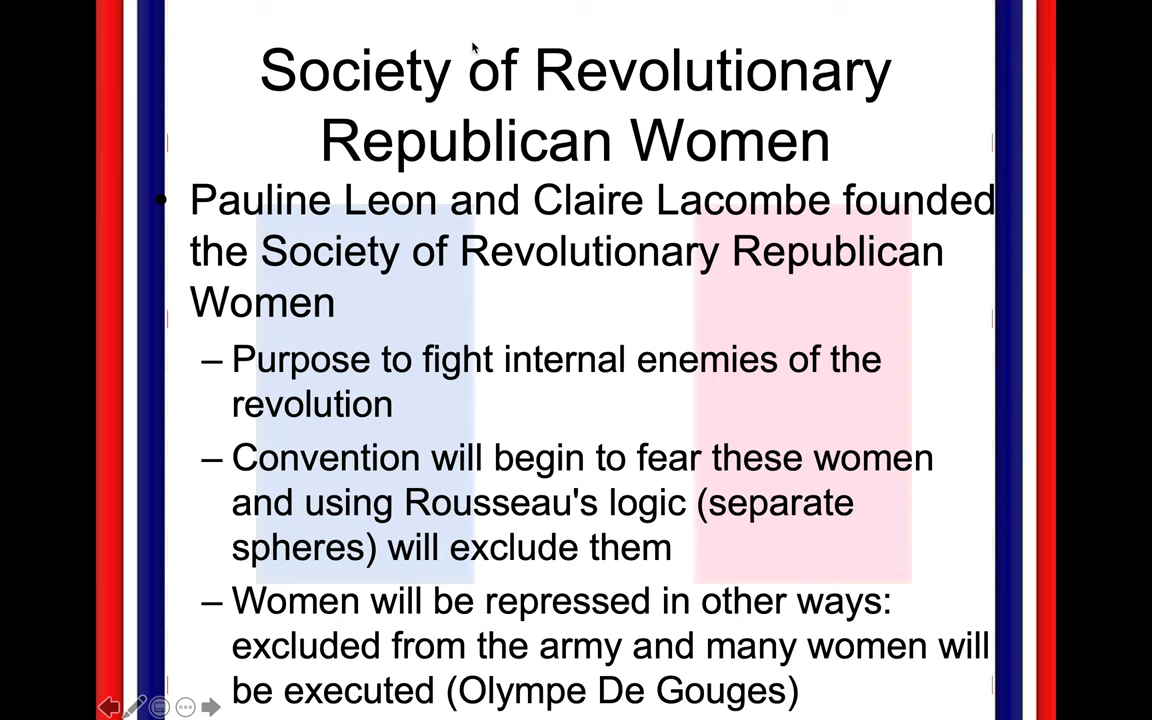 Society of Revolutionary
Republican Women
• Pauline Leon and Claire Lacombe founded
the Society of Revolutionary Republican
Women
– Purpose to fight internal enemies of the
revolution
– Convention will begin to fear these women
and using Rousseau's logic (separate
spheres) will exclude them
– Women will be repressed in other ways:
excluded from the army and many women will
be executed (Olympe De Gouges)